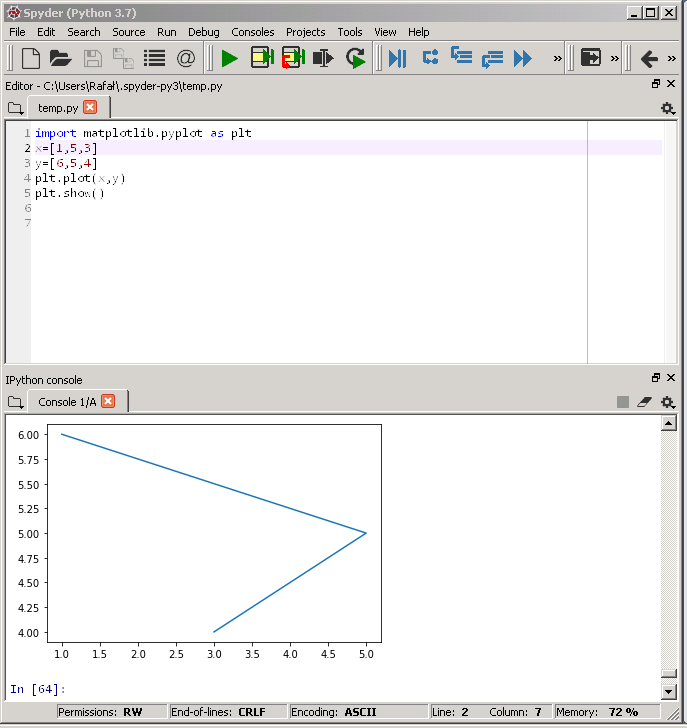 Spyder (Python 3.7)
File Edit Search Source Run Debug Consoles Projects Tools View Help
Editor - C:\Users\Rafał\.spyder-py3\temp.py
temp.py
1 import matplotlib.pyplot as plt
2 x=[1,5,3]
3 y=[6,5,4]
4 plt.plot(x,y)
5 plt.show()
6
7
IPython console
Console 1/A
6.00
5.75
5.50
5.25
5.00
4.75
4.50
4.25
4.00
1.0 1.5 2.0 2.5 3.0 3.5 4.0 4.5 5.0
In [64]:
Permissions: RW End-of-lines: CRLF Encoding: ASCII Line: 2 Column: 7 Memory: 72 %